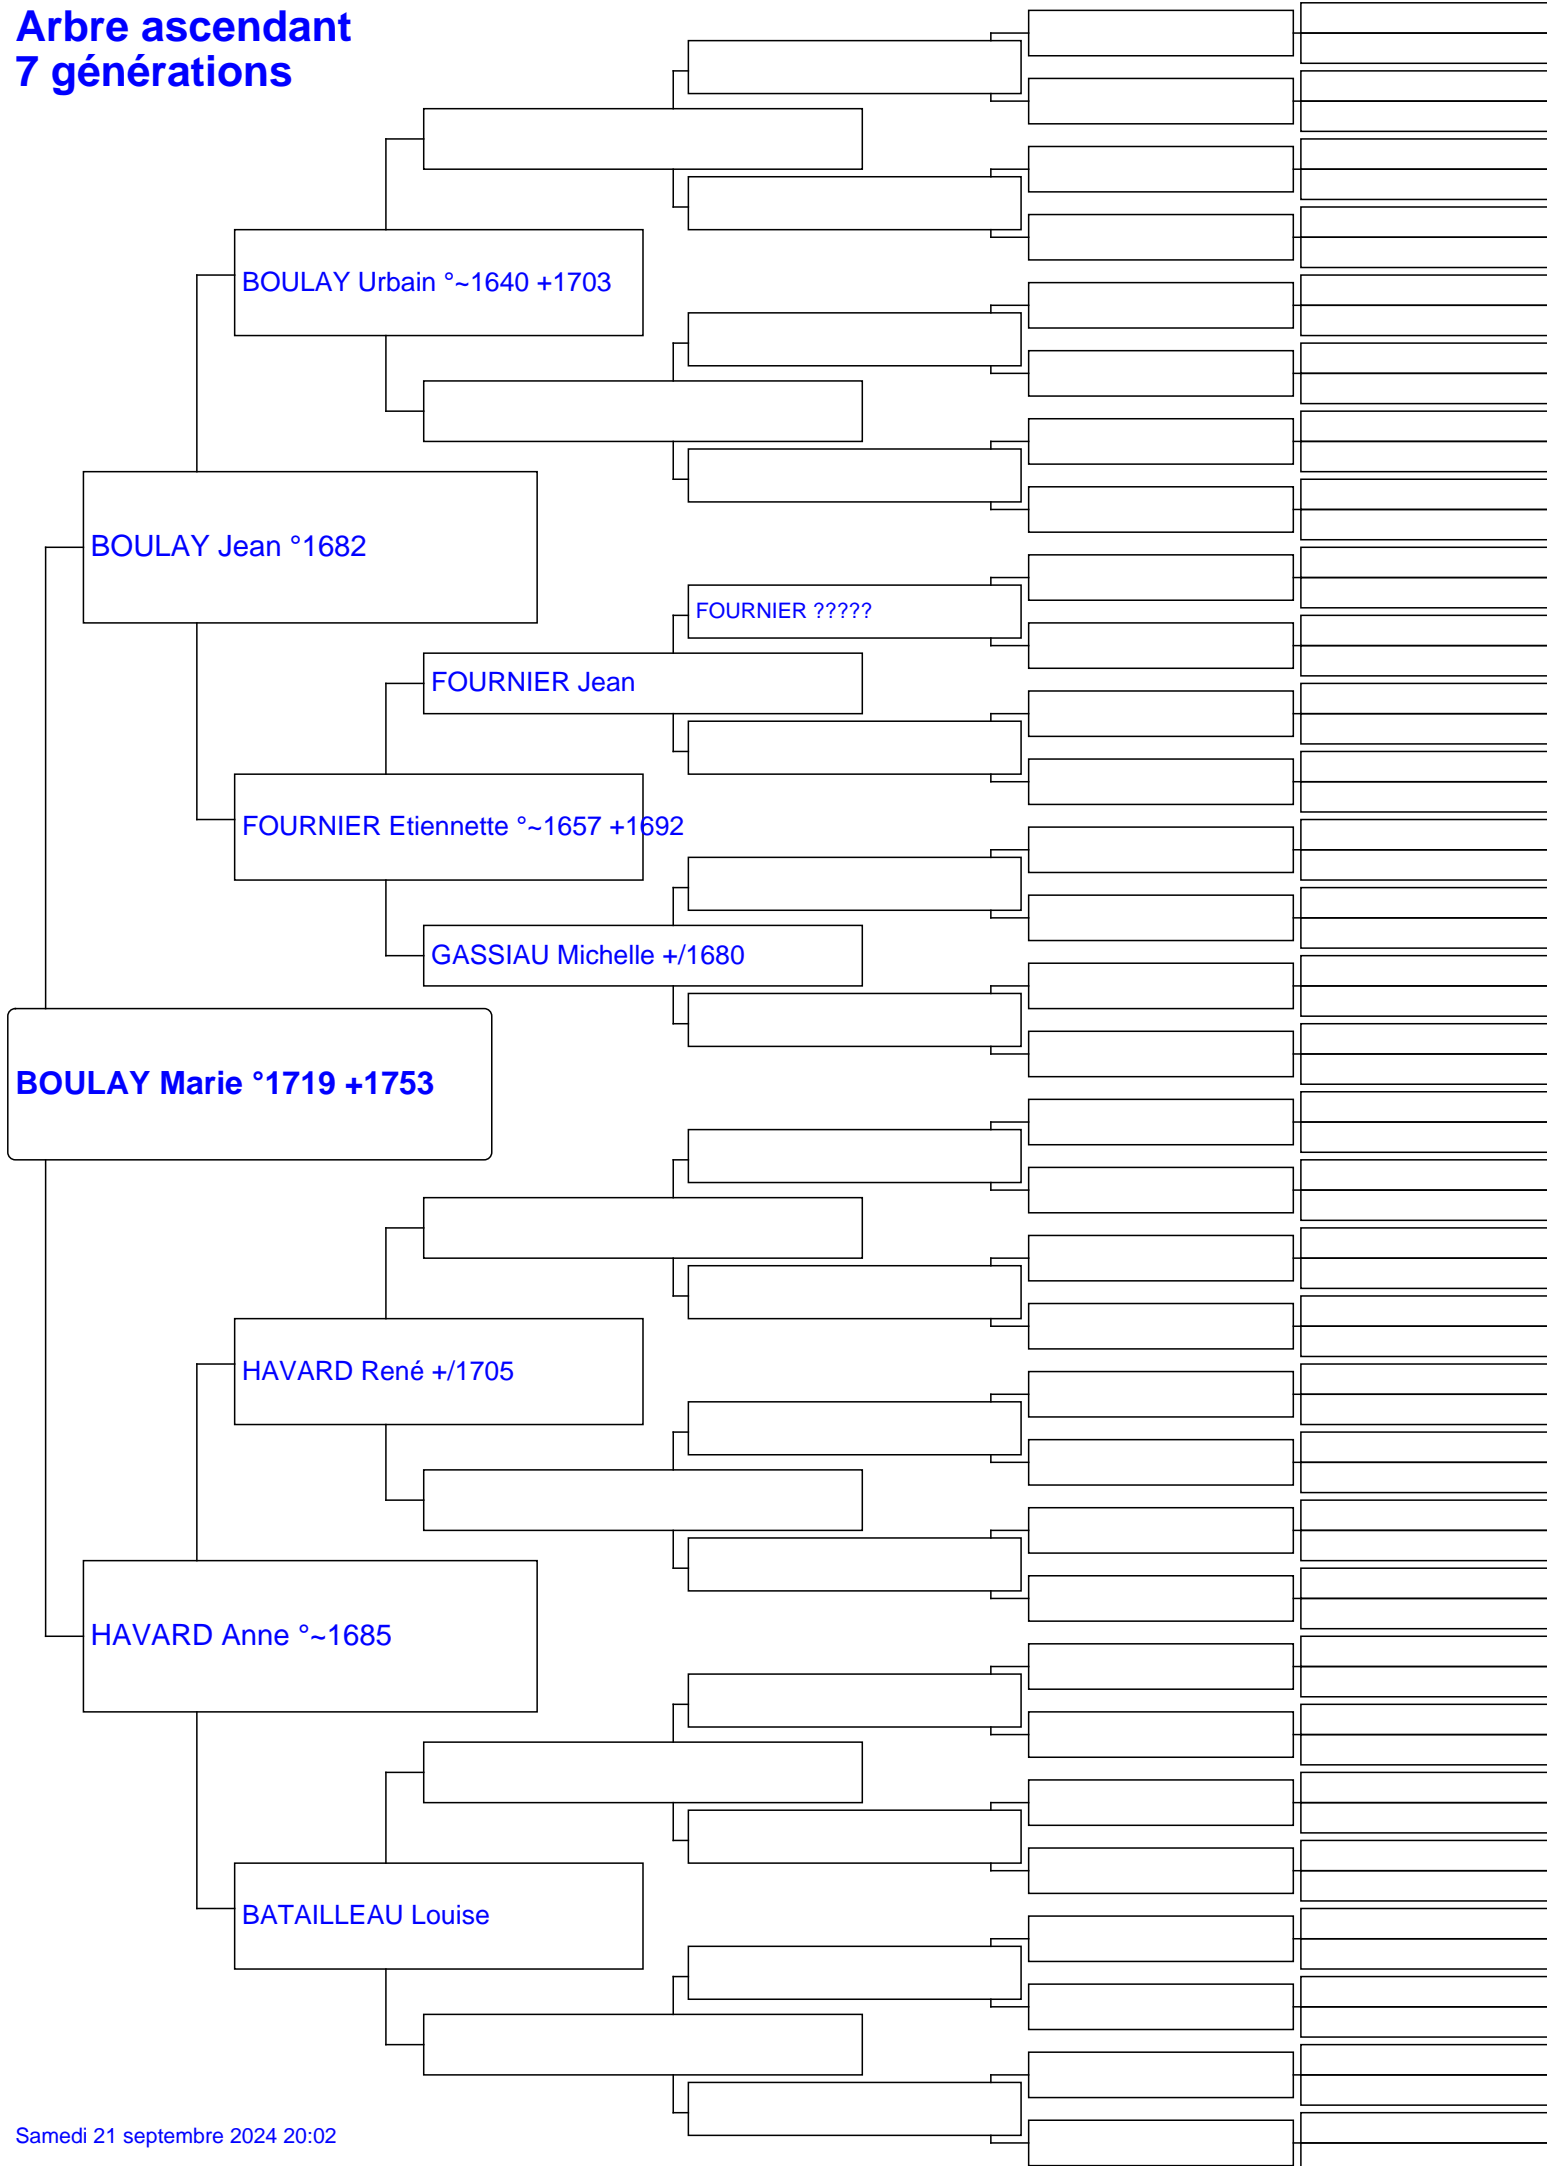 Arbre ascendant
7 générations
BOULAY Urbain °~1640 +1703
BOULAY Jean °1682
FOURNIER ?????
FOURNIER Jean
FOURNIER Etiennette °~1657 +1692
GASSIAU Michelle +/1680
BOULAY Marie °1719 +1753
HAVARD René +/1705
HAVARD Anne °~1685
BATAILLEAU Louise
Samedi 21 septembre 2024 20:02